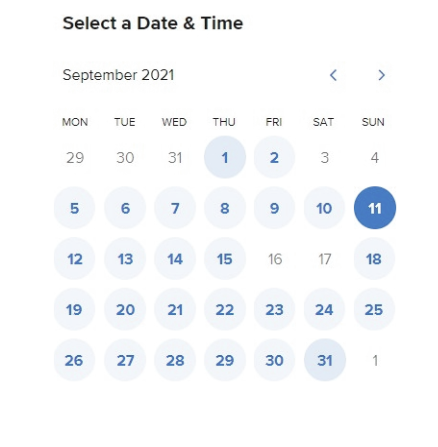 Select a Date & Time
September 2021
MON TUE WED THU FRI SAT SUN
29 30 31 1 2 3 4
5 6 7 8 9 10 11
12 13 14 15 16 17 18
19 20 21 22 23 24 25
26 27 28 29 30 31 1